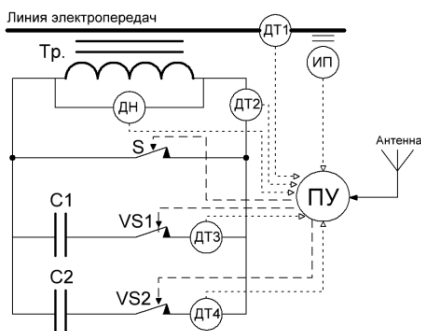 Линия электропередач
ДТ1
Тр.
ИП
ДН
ДТ2
Антенна
S
ПУ
C1
VS1
ДТ3
C2
VS2
ДТ4